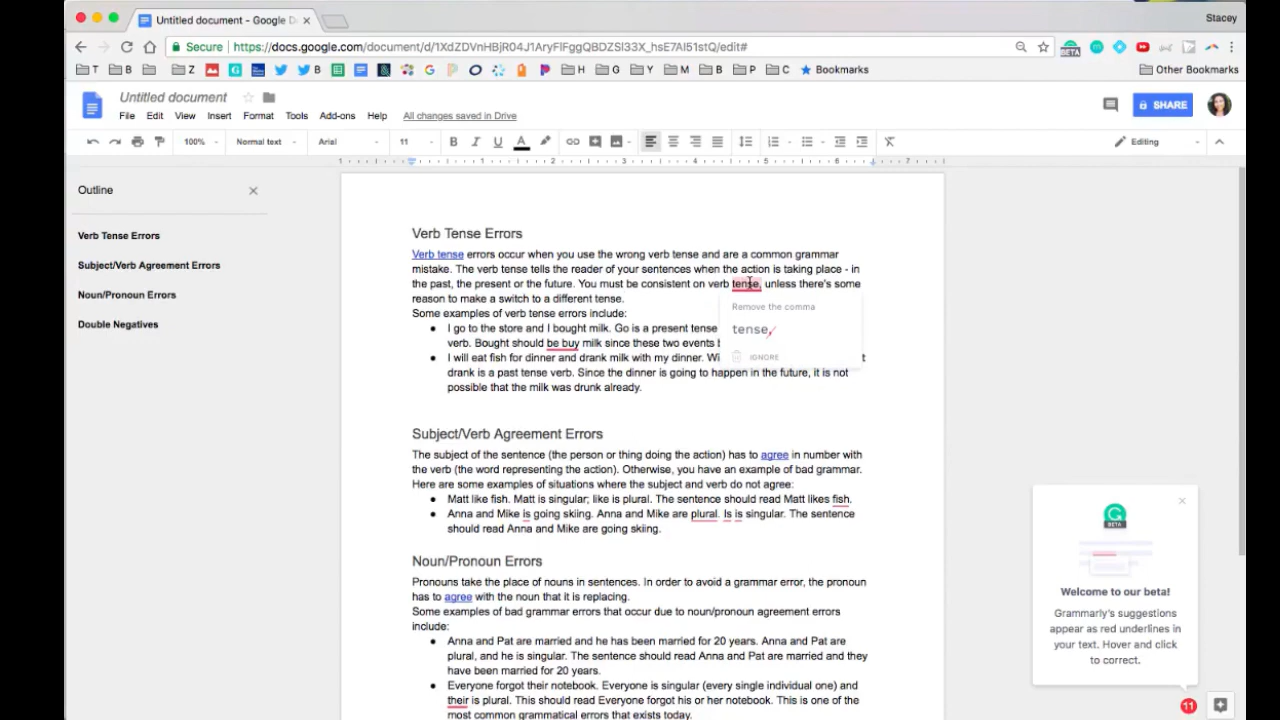 Stacey
Untitled document - Google D
Secure https://docs.google.com/document/d/1XdZDVnHBjR04J1AryFlFggQBDZSl33X_hsE7Al51stQ/edit#
BETA
T B Z B G H G Y M B P C Bookmarks Other Bookmarks
Untitled document
File Edit View Insert Format Tools Add-ons Help All changes saved in Drive
SHARE
100% Normal text Arial 11 B I U A Editing
1 1 2 3 4 5 6 7
Outline
Verb Tense Errors
Subject/Verb Agreement Errors
Noun/Pronoun Errors
Double Negatives
Verb Tense Errors
Verb tense errors occur when you use the wrong verb tense and are a common grammar
mistake. The verb tense tells the reader of your sentences when the action is taking place - in
the past, the present or the future. You must be consistent on verb tense, unless there's some
reason to make a switch to a different tense.
Some examples of verb tense errors include:
● I go to the store and I bought milk. Go is a present tense
verb. Bought should be buy milk since these two events
● I will eat fish for dinner and drank milk with my dinner.
drank is a past tense verb. Since the dinner is going to happen in the future, it is not
possible that the milk was drunk already.
Remove the comma
tense,
IGNORE
Subject/Verb Agreement Errors
The subject of the sentence (the person or thing doing the action) has to agree in number with
the verb (the word representing the action). Otherwise, you have an example of bad grammar.
Here are some examples of situations where the subject and verb do not agree:
● Matt like fish. Matt is singular; like is plural. The sentence should read Matt likes fish.
● Anna and Mike is going skiing. Anna and Mike are plural. Is is singular. The sentence
should read Anna and Mike are going skiing.
Noun/Pronoun Errors
Pronouns take the place of nouns in sentences. In order to avoid a grammar error, the pronoun
has to agree with the noun that it is replacing.
Some examples of bad grammar errors that occur due to noun/pronoun agreement errors
include:
● Anna and Pat are married and he has been married for 20 years. Anna and Pat are
plural, and he is singular. The sentence should read Anna and Pat are married and they
have been married for 20 years.
● Everyone forgot their notebook. Everyone is singular (every single individual one) and
their is plural. This should read Everyone forgot his or her notebook. This is one of the
most common grammatical errors that exists today.
G
BETA
Welcome to our beta!
Grammarly's suggestions
appear as red underlines in
your text. Hover and click
to correct.
11